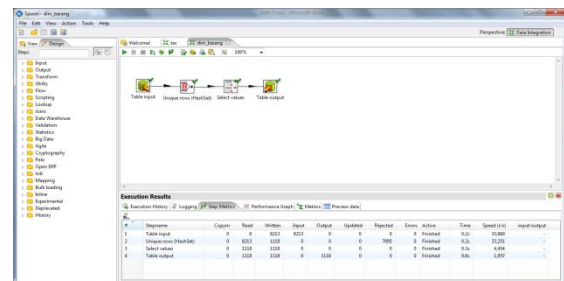 Spoon - dim_barang
File Edit View Action Tools Help
Perspective: Data Integration
View Design
Welcome! tes dim_barang
Steps
100%
Input
Output
Transform
Utility
Flow
Scripting
Lookup
Joins
Data Warehouse
Validation
Statistics
Big Data
Agile
Cryptography
Palo
Open ERP
Job
Mapping
Bulk loading
Inline
Experimental
Deprecated
History
Table input Unique rows (HashSet) Select values Table output
Execution Results
Execution History Logging Step Metrics Performance Graph Metrics Preview data
# Stepname Copynr Read Written Input Output Updated Rejected Errors Active Time Speed (r/s) input/output
1 Table input 0 0 8213 8213 0 0 0 0 Finished 0.2s -
2 Unique rows (HashSet) 0 8213 1118 0 0 0 7095 0 Finished 0.2s -
3 Select values 0 1118 1118 0 0 0 0 0 Finished 0.3s 4,454 -
4 Table output 0 1118 1118 0 1118 0 0 0 Finished 0.6s 1,857 -